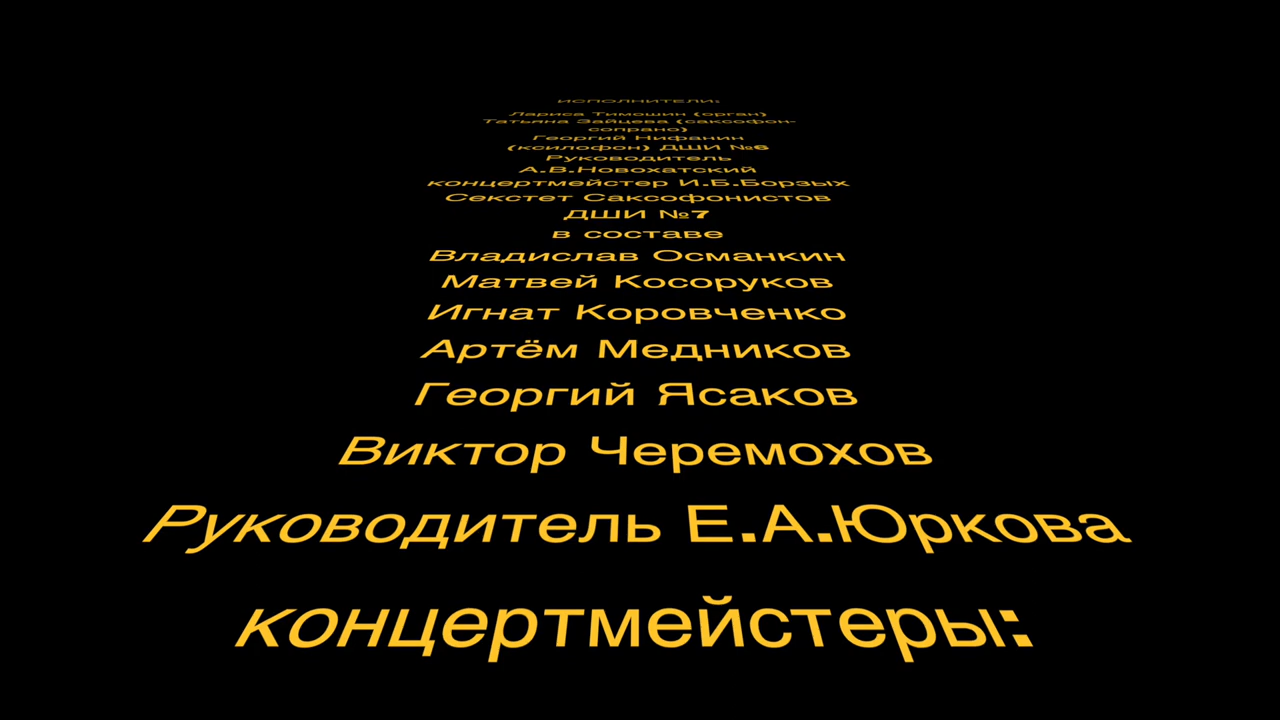 ИСПОЛНИТЕЛИ:
Лариса Тимошин (орган)
Татьяна Зайцева (саксофон-
сопрано)
Георгий Нифанин
(ксилофон) ДШИ №6
Руководитель
А.В.Новохатский
концертмейстер И.Б.Борзых
Секстет Саксофонистов
ДШИ №7
в составе
Владислав Османкин
Матвей Косоруков
Игнат Коровченко
Артём Медников
Георгий Ясаков
Виктор Черемохов
Руководитель Е.А.Юркова
концертмейстеры: